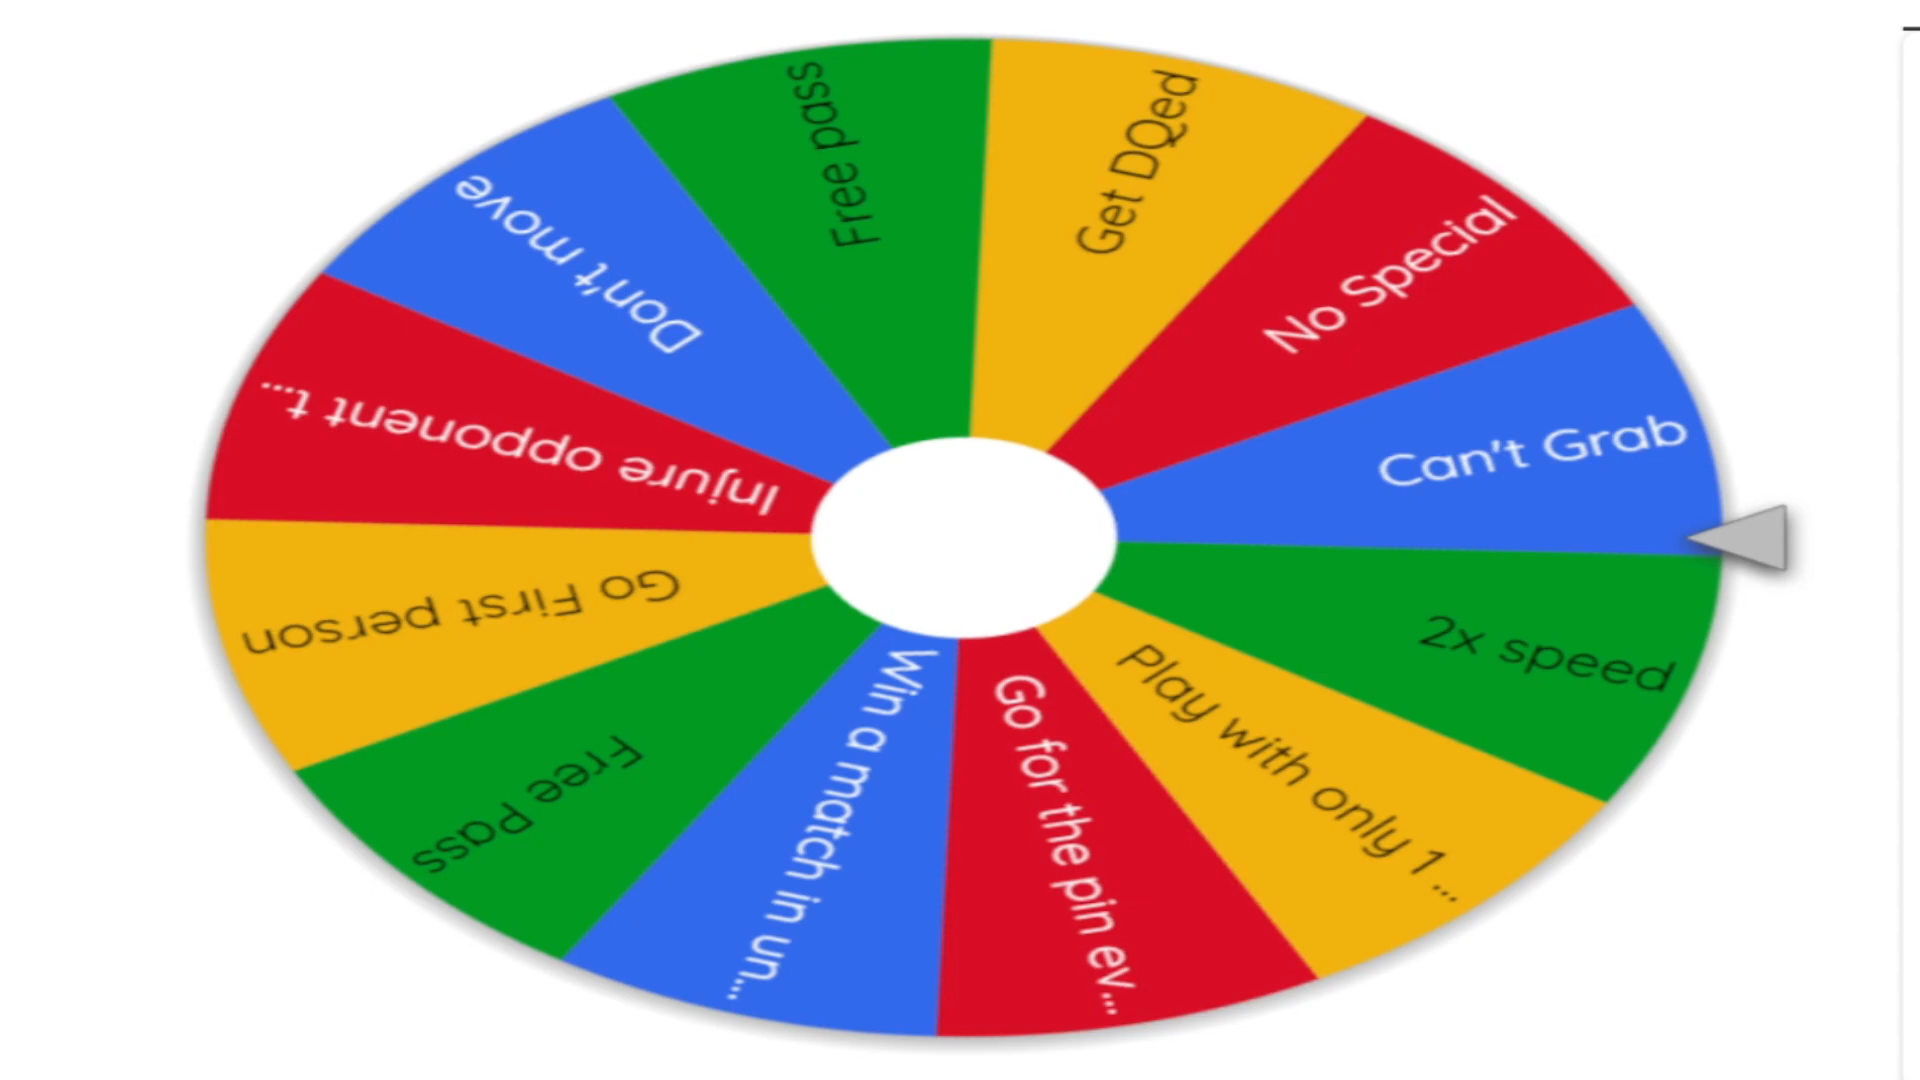 Free pass
Get DQed
No Special
Can't Grab
2x speed
Play with only 1 ...
Go for the pin ev...
Win a match in un...
Free Pass
Go First person
Injure opponent t...
Don't move